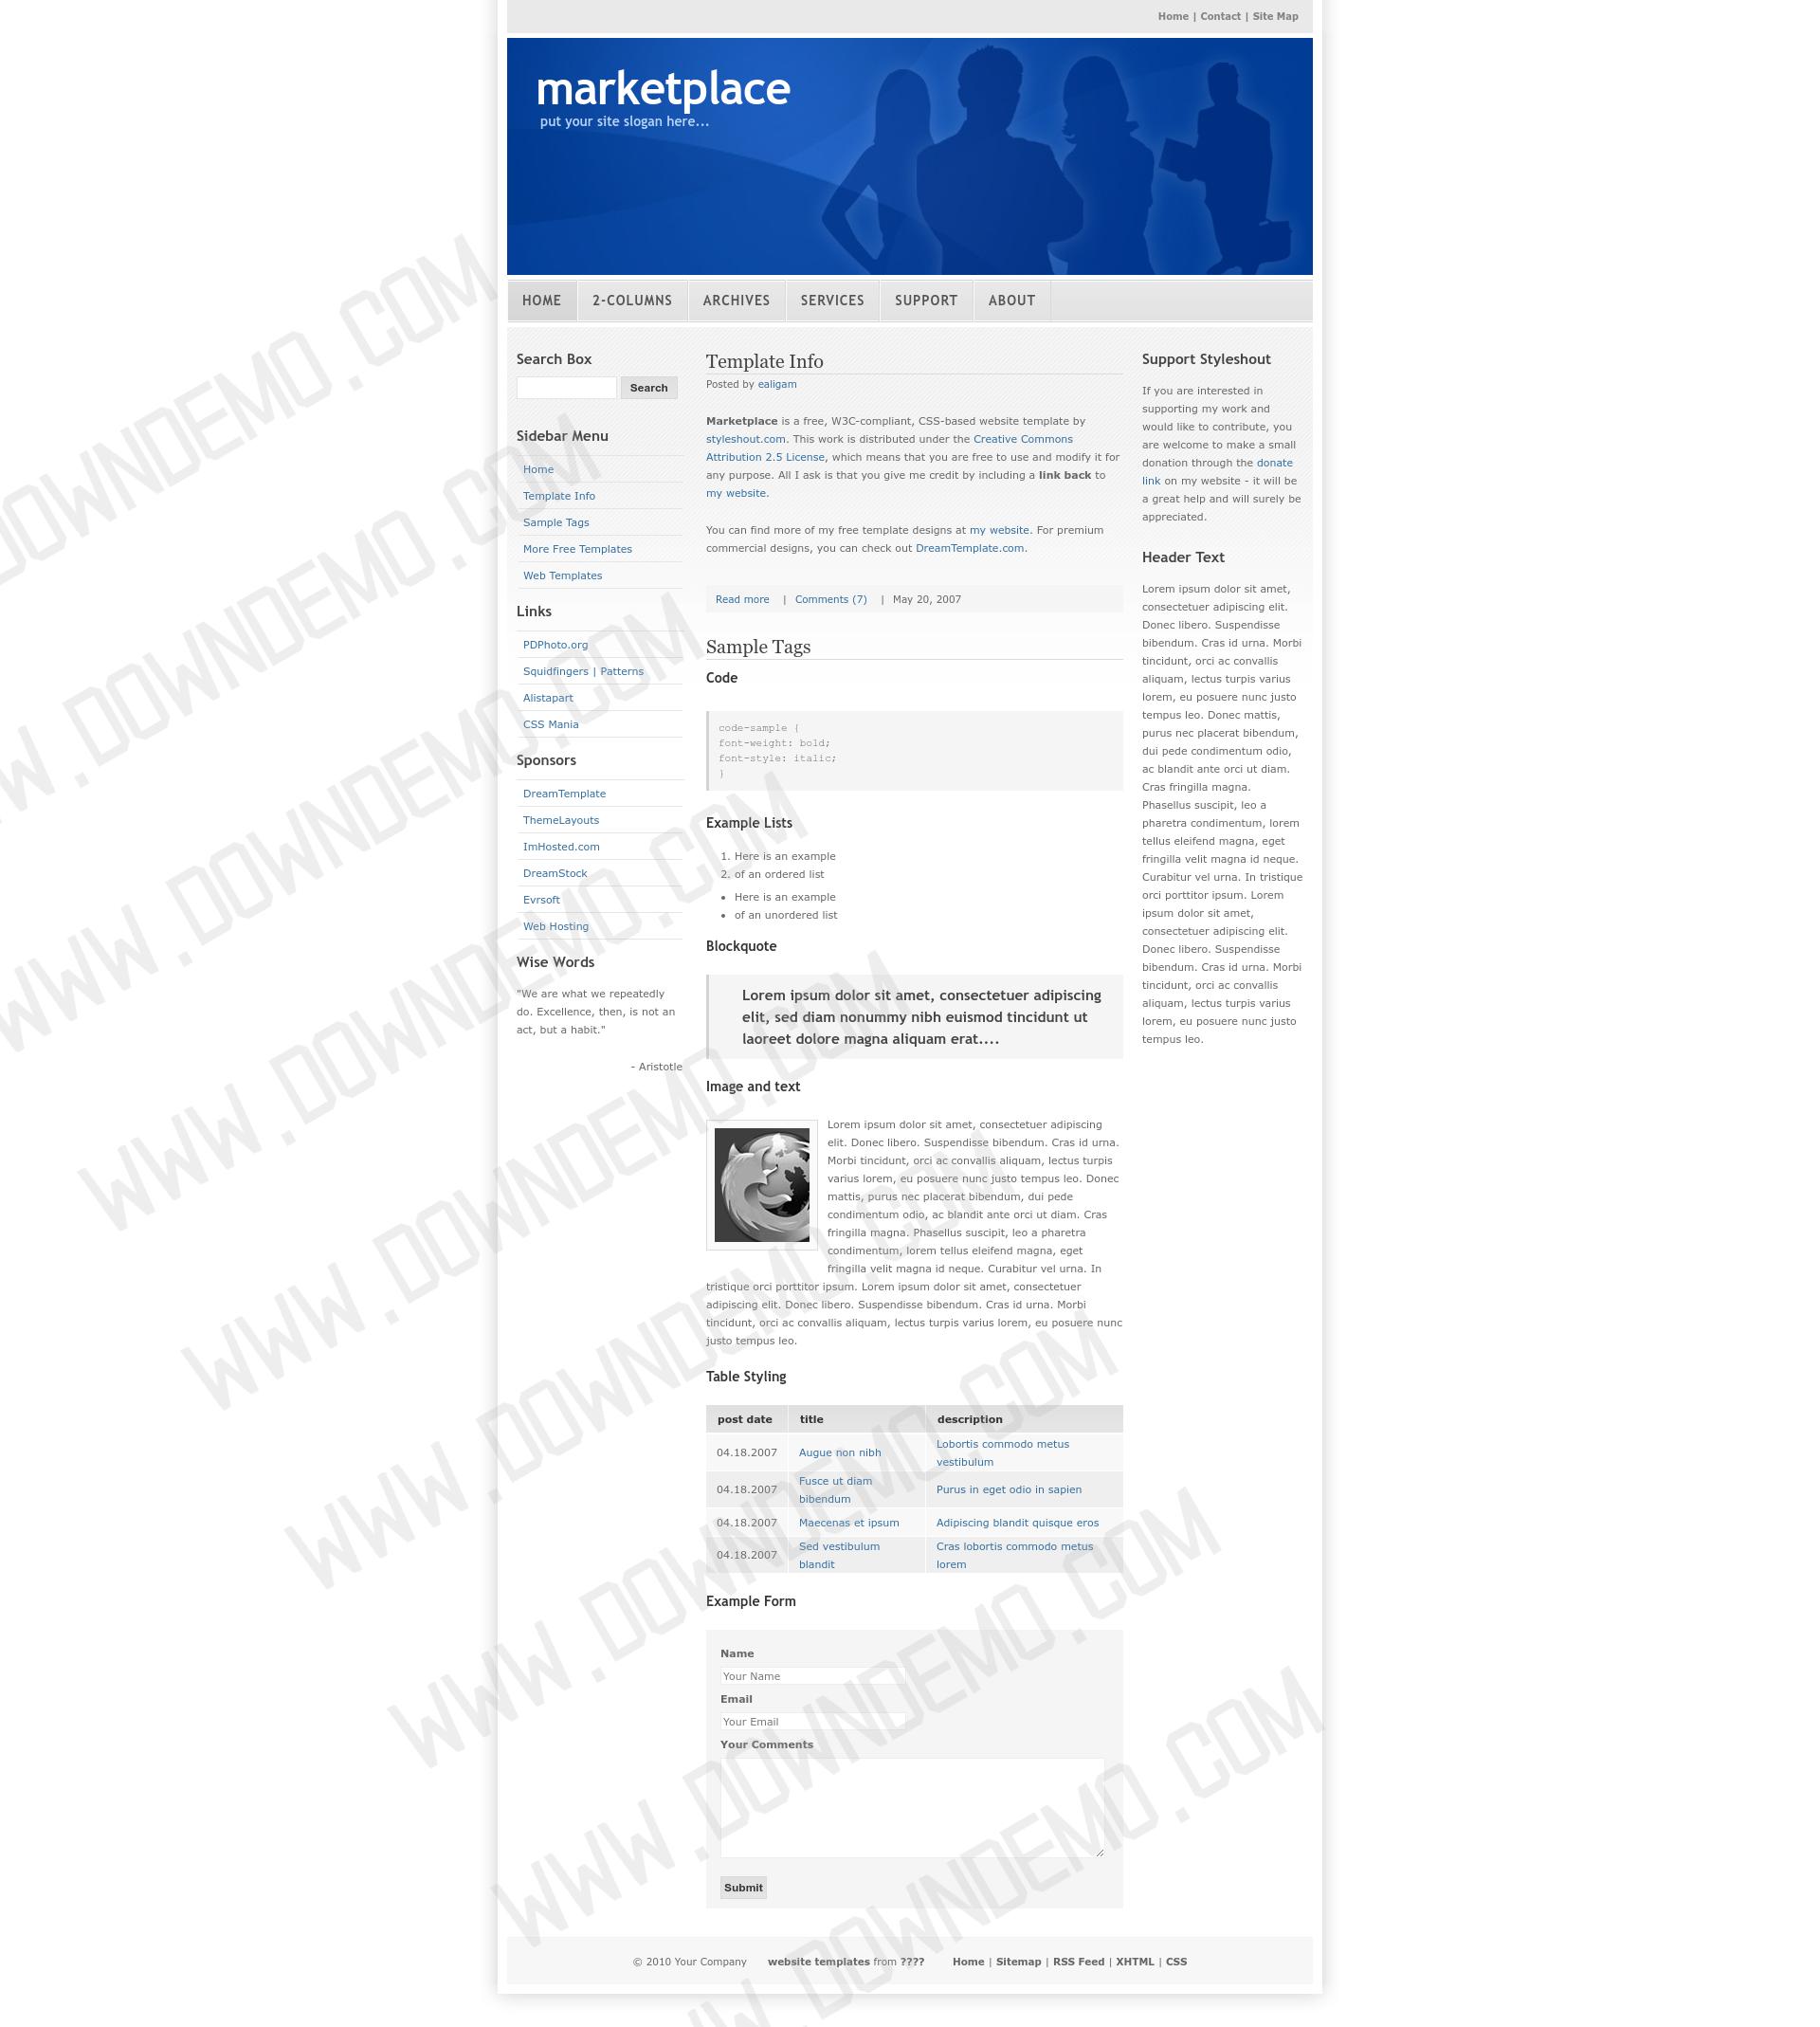 Home | Contact | Site Map
marketplace
put your site slogan here...
HOME
2-COLUMNS
ARCHIVES
SERVICES
SUPPORT
ABOUT
Search Box
Search
Sidebar Menu
Home
Template Info
Sample Tags
More Free Templates
Web Templates
Links
PDPhoto.org
Squidfingers | Patterns
Alistapart
CSS Mania
Sponsors
DreamTemplate
ThemeLayouts
ImHosted.com
DreamStock
Evrsoft
Web Hosting
Wise Words
"We are what we repeatedly
do. Excellence, then, is not an
act, but a habit."
- Aristotle
Template Info
Posted by ealigam
Marketplace is a free, W3C-compliant, CSS-based website template by
styleshout.com. This work is distributed under the Creative Commons
Attribution 2.5 License, which means that you are free to use and modify it for
any purpose. All I ask is that you give me credit by including a link back to
my website.
You can find more of my free template designs at my website. For premium
commercial designs, you can check out DreamTemplate.com.
Read more | Comments (7) | May 20, 2007
Sample Tags
Code
code-sample {
font-weight: bold;
font-style: italic;
}
Example Lists
1. Here is an example
2. of an ordered list
• Here is an example
• of an unordered list
Blockquote
Lorem ipsum dolor sit amet, consectetuer adipiscing
elit, sed diam nonummy nibh euismod tincidunt ut
laoreet dolore magna aliquam erat....
Image and text
Lorem ipsum dolor sit amet, consectetuer adipiscing
elit. Donec libero. Suspendisse bibendum. Cras id urna.
Morbi tincidunt, orci ac convallis aliquam, lectus turpis
varius lorem, eu posuere nunc justo tempus leo. Donec
mattis, purus nec placerat bibendum, dui pede
condimentum odio, ac blandit ante orci ut diam. Cras
fringilla magna. Phasellus suscipit, leo a pharetra
condimentum, lorem tellus eleifend magna, eget
fringilla velit magna id neque. Curabitur vel urna. In
tristique orci porttitor ipsum. Lorem ipsum dolor sit amet, consectetuer
adipiscing elit. Donec libero. Suspendisse bibendum. Cras id urna. Morbi
tincidunt, orci ac convallis aliquam, lectus turpis varius lorem, eu posuere nunc
justo tempus leo.
Table Styling
post date title description
04.18.2007 Augue non nibh Lobortis commodo metus
vestibulum
04.18.2007 Fusce ut diam
bibendum Purus in eget odio in sapien
04.18.2007 Maecenas et ipsum Adipiscing blandit quisque eros
04.18.2007 Sed vestibulum
blandit Cras lobortis commodo metus
lorem
Example Form
Name
Your Name
Email
Your Email
Your Comments
Submit
Support Styleshout
If you are interested in
supporting my work and
would like to contribute, you
are welcome to make a small
donation through the donate
link on my website - it will be
a great help and will surely be
appreciated.
Header Text
Lorem ipsum dolor sit amet,
consectetuer adipiscing elit.
Donec libero. Suspendisse
bibendum. Cras id urna. Morbi
tincidunt, orci ac convallis
aliquam, lectus turpis varius
lorem, eu posuere nunc justo
tempus leo. Donec mattis,
purus nec placerat bibendum,
dui pede condimentum odio,
ac blandit ante orci ut diam.
Cras fringilla magna.
Phasellus suscipit, leo a
pharetra condimentum, lorem
tellus eleifend magna, eget
fringilla velit magna id neque.
Curabitur vel urna. In tristique
orci porttitor ipsum. Lorem
ipsum dolor sit amet,
consectetuer adipiscing elit.
Donec libero. Suspendisse
bibendum. Cras id urna. Morbi
tincidunt, orci ac convallis
aliquam, lectus turpis varius
lorem, eu posuere nunc justo
tempus leo.
© 2010 Your Company website templates from ???? Home | Sitemap | RSS Feed | XHTML | CSS
WWW.DOWNDEMO.COM
WWW.DOWNDEMO.COM
WWW.DOWNDEMO.COM
WWW.DOWNDEMO.COM
WWW.DOWNDEMO.COM
WWW.DOWNDEMO.COM
WWW.DOWNDEMO.COM
WWW.DOWNDEMO.COM
WWW.DOWNDEMO.COM